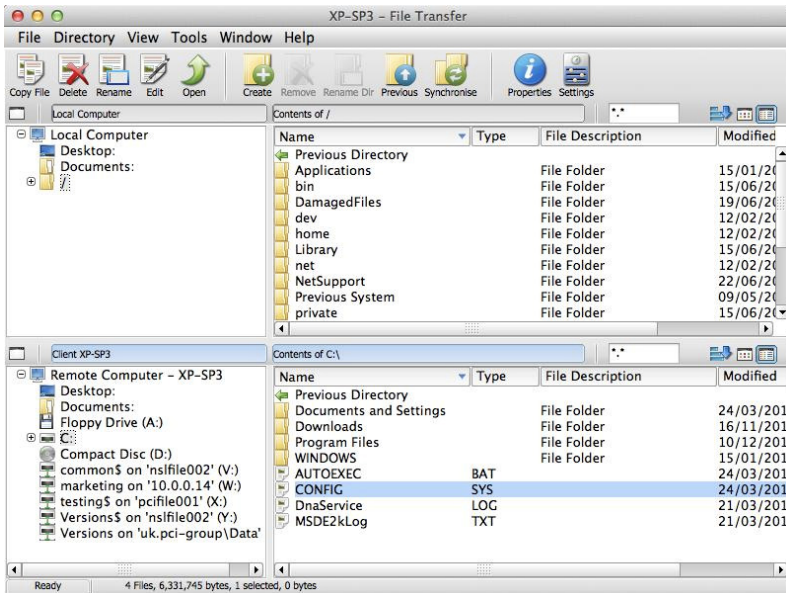 XP-SP3 – File Transfer
File Directory View Tools Window Help
Copy File Delete Rename Edit Open Create Remove Rename Dir Previous Synchronise Properties Settings
Local Computer
Contents of /
*.*
Local Computer
Desktop:
Documents:
/
Name Type File Description Modified
Previous Directory
Applications File Folder 15/01/20
bin File Folder 15/06/20
DamagedFiles File Folder 19/06/20
dev File Folder 12/02/20
home File Folder 12/02/20
Library File Folder 15/06/20
net File Folder 12/02/20
NetSupport File Folder 22/06/20
Previous System File Folder 09/05/20
private File Folder 15/06/20
Client XP-SP3
Contents of C:\
*.*
Remote Computer – XP-SP3
Desktop:
Documents:
Floppy Drive (A:)
C:
Compact Disc (D:)
common$ on 'nslfile002' (V:)
marketing on '10.0.0.14' (W:)
testing$ on 'pcifile001' (X:)
Versions$ on 'nslfile002' (Y:)
Versions on 'uk.pci-group\Data'
Name Type File Description Modified
Previous Directory
Documents and Settings File Folder 24/03/201
Downloads File Folder 16/11/201
Program Files File Folder 10/12/201
WINDOWS File Folder 15/01/201
AUTOEXEC BAT 24/03/201
CONFIG SYS 24/03/201
DnaService LOG 21/03/201
MSDE2kLog TXT 21/03/201
Ready 4 Files, 6,331,745 bytes, 1 selected, 0 bytes